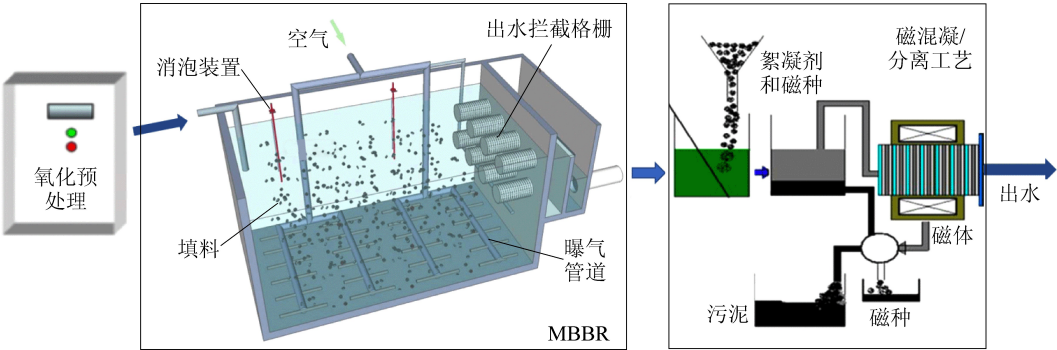 氧化预
处理
空气
消泡装置
出水拦截格栅
填料
曝气
管道
MBBR
絮凝剂
和磁种
磁混凝/
分离工艺
出水
磁体
污泥
磁种